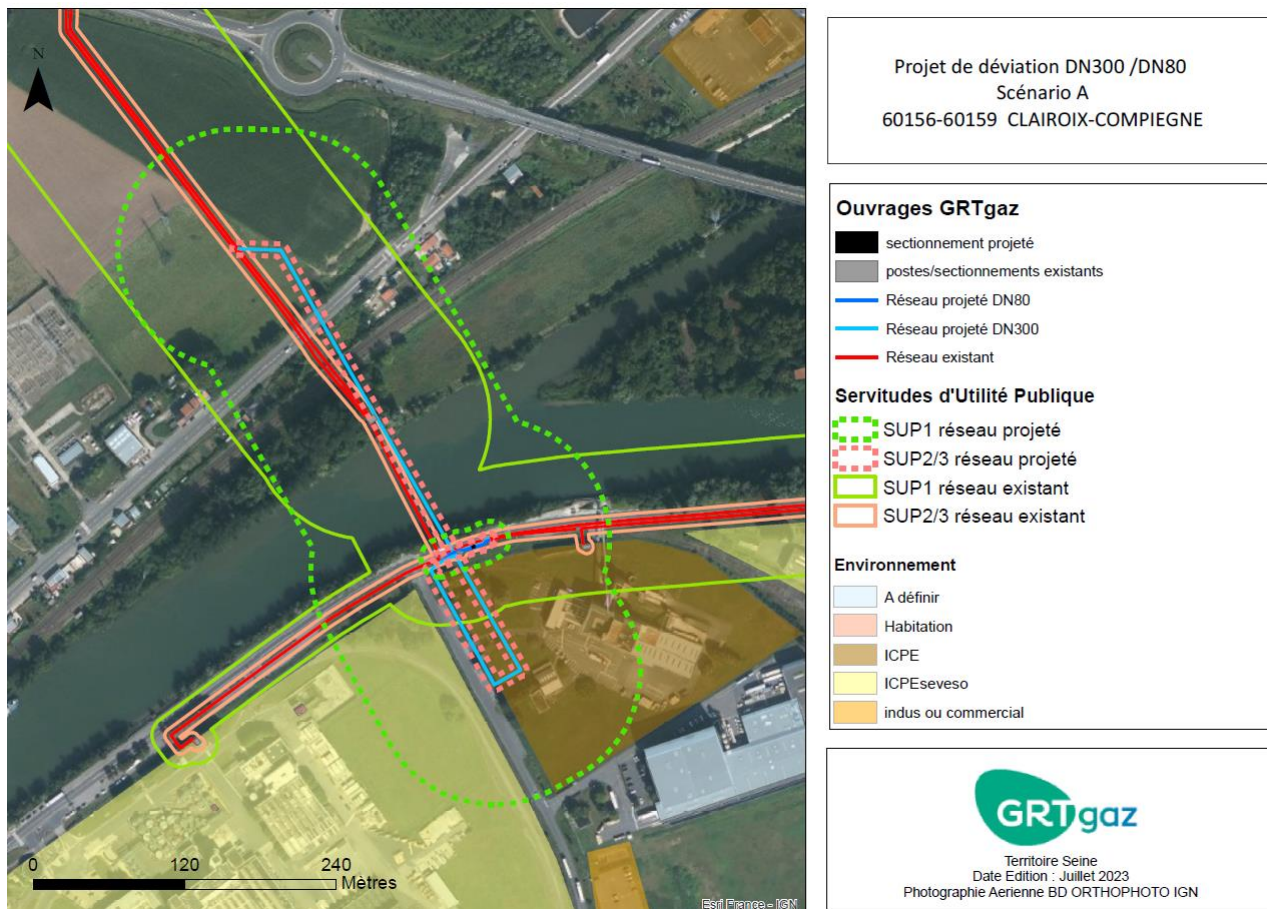 N
0
120
240
Mètres
Esri France - IGN
Projet de déviation DN300 /DN80
Scénario A
60156-60159 CLAIROIX-COMPIEGNE
Ouvrages GRTgaz
sectionnement projeté
postes/sectionnements existants
Réseau projeté DN80
Réseau projeté DN300
Réseau existant
Servitudes d'Utilité Publique
SUP1 réseau projeté
SUP2/3 réseau projeté
SUP1 réseau existant
SUP2/3 réseau existant
Environnement
A définir
Habitation
ICPE
ICPEseveso
indus ou commercial
GRTgaz
Territoire Seine
Date Edition : Juillet 2023
Photographie Aerienne BD ORTHOPHOTO IGN